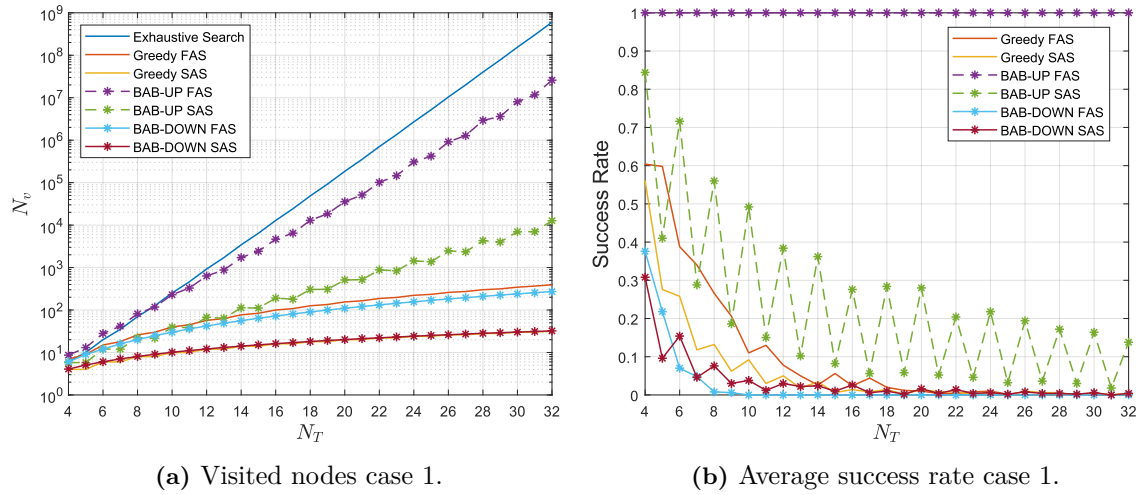 10^9
10^8
10^7
10^6
10^5
10^4
10^3
10^2
10^1
10^0
N_v
Exhaustive Search
Greedy FAS
Greedy SAS
BAB-UP FAS
BAB-UP SAS
BAB-DOWN FAS
BAB-DOWN SAS
4 6 8 10 12 14 16 18 20 22 24 26 28 30 32
N_T
(a) Visited nodes case 1.
1
0.9
0.8
0.7
0.6
0.5
0.4
0.3
0.2
0.1
0
Success Rate
Greedy FAS
Greedy SAS
BAB-UP FAS
BAB-UP SAS
BAB-DOWN FAS
BAB-DOWN SAS
4 6 8 10 12 14 16 18 20 22 24 26 28 30 32
N_T
(b) Average success rate case 1.